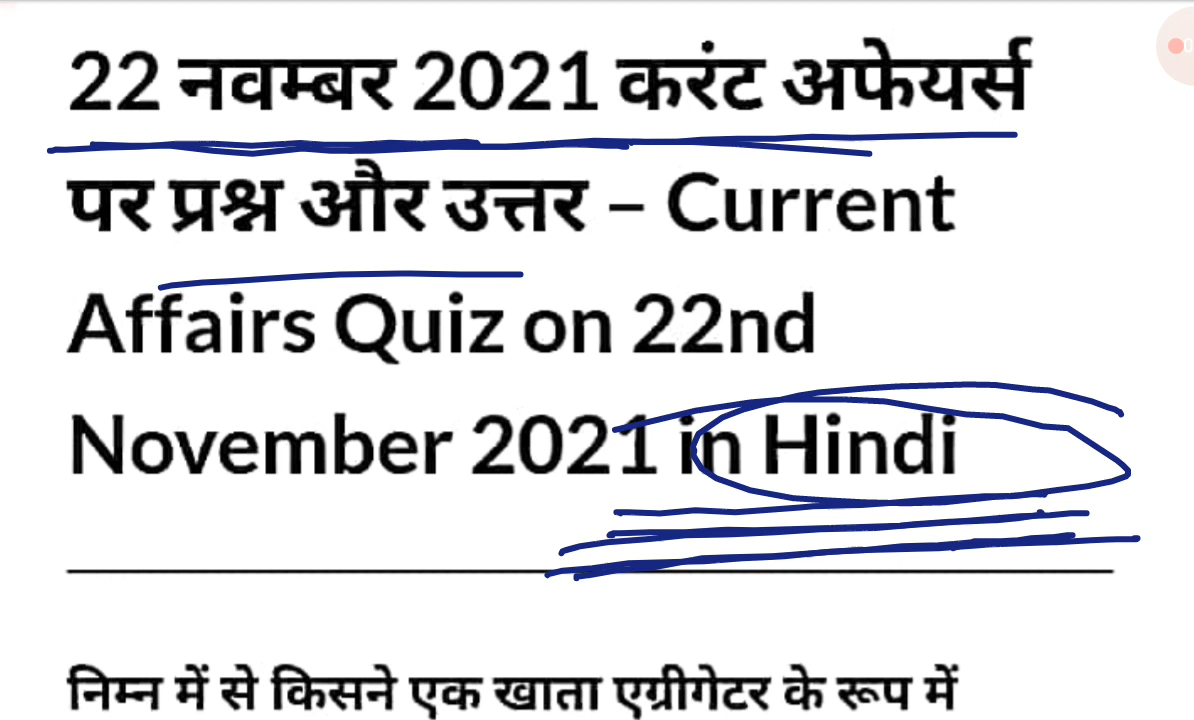 22 नवम्बर 2021 करंट अफेयर्स
पर प्रश्न और उत्तर – Current
Affairs Quiz on 22nd
November 2021 in Hindi
निम्न में से किसने एक खाता एग्रीगेटर के रूप में